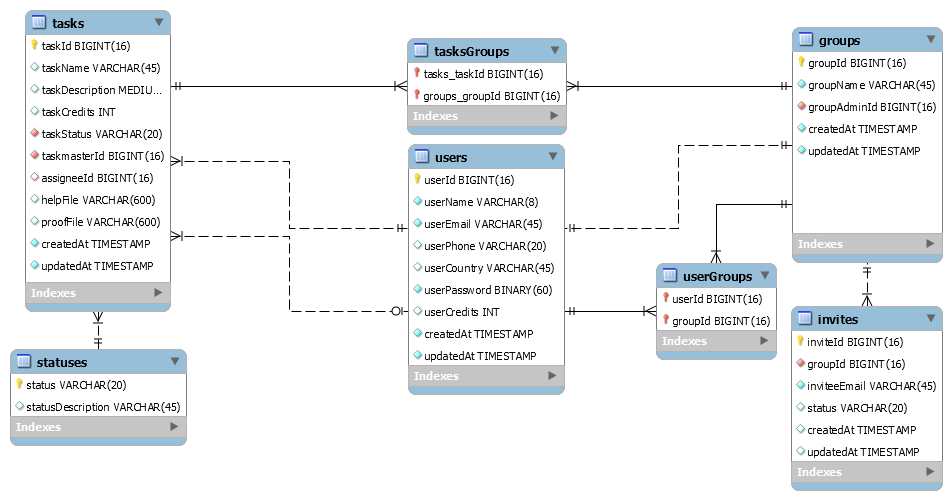 tasks
taskId BIGINT(16)
taskName VARCHAR(45)
taskDescription MEDIU...
taskCredits INT
taskStatus VARCHAR(20)
taskmasterId BIGINT(16)
assigneeId BIGINT(16)
helpFile VARCHAR(600)
proofFile VARCHAR(600)
createdAt TIMESTAMP
updatedAt TIMESTAMP
Indexes
statuses
status VARCHAR(20)
statusDescription VARCHAR(45)
Indexes
tasksGroups
tasks_taskId BIGINT(16)
groups_groupId BIGINT(16)
Indexes
users
userId BIGINT(16)
userName VARCHAR(8)
userEmail VARCHAR(45)
userPhone VARCHAR(20)
userCountry VARCHAR(45)
userPassword BINARY(60)
userCredits INT
createdAt TIMESTAMP
updatedAt TIMESTAMP
Indexes
userGroups
userId BIGINT(16)
groupId BIGINT(16)
Indexes
groups
groupId BIGINT(16)
groupName VARCHAR(45)
groupAdminId BIGINT(16)
createdAt TIMESTAMP
updatedAt TIMESTAMP
Indexes
invites
inviteId BIGINT(16)
groupId BIGINT(16)
inviteeEmail VARCHAR(45)
status VARCHAR(20)
createdAt TIMESTAMP
updatedAt TIMESTAMP
Indexes